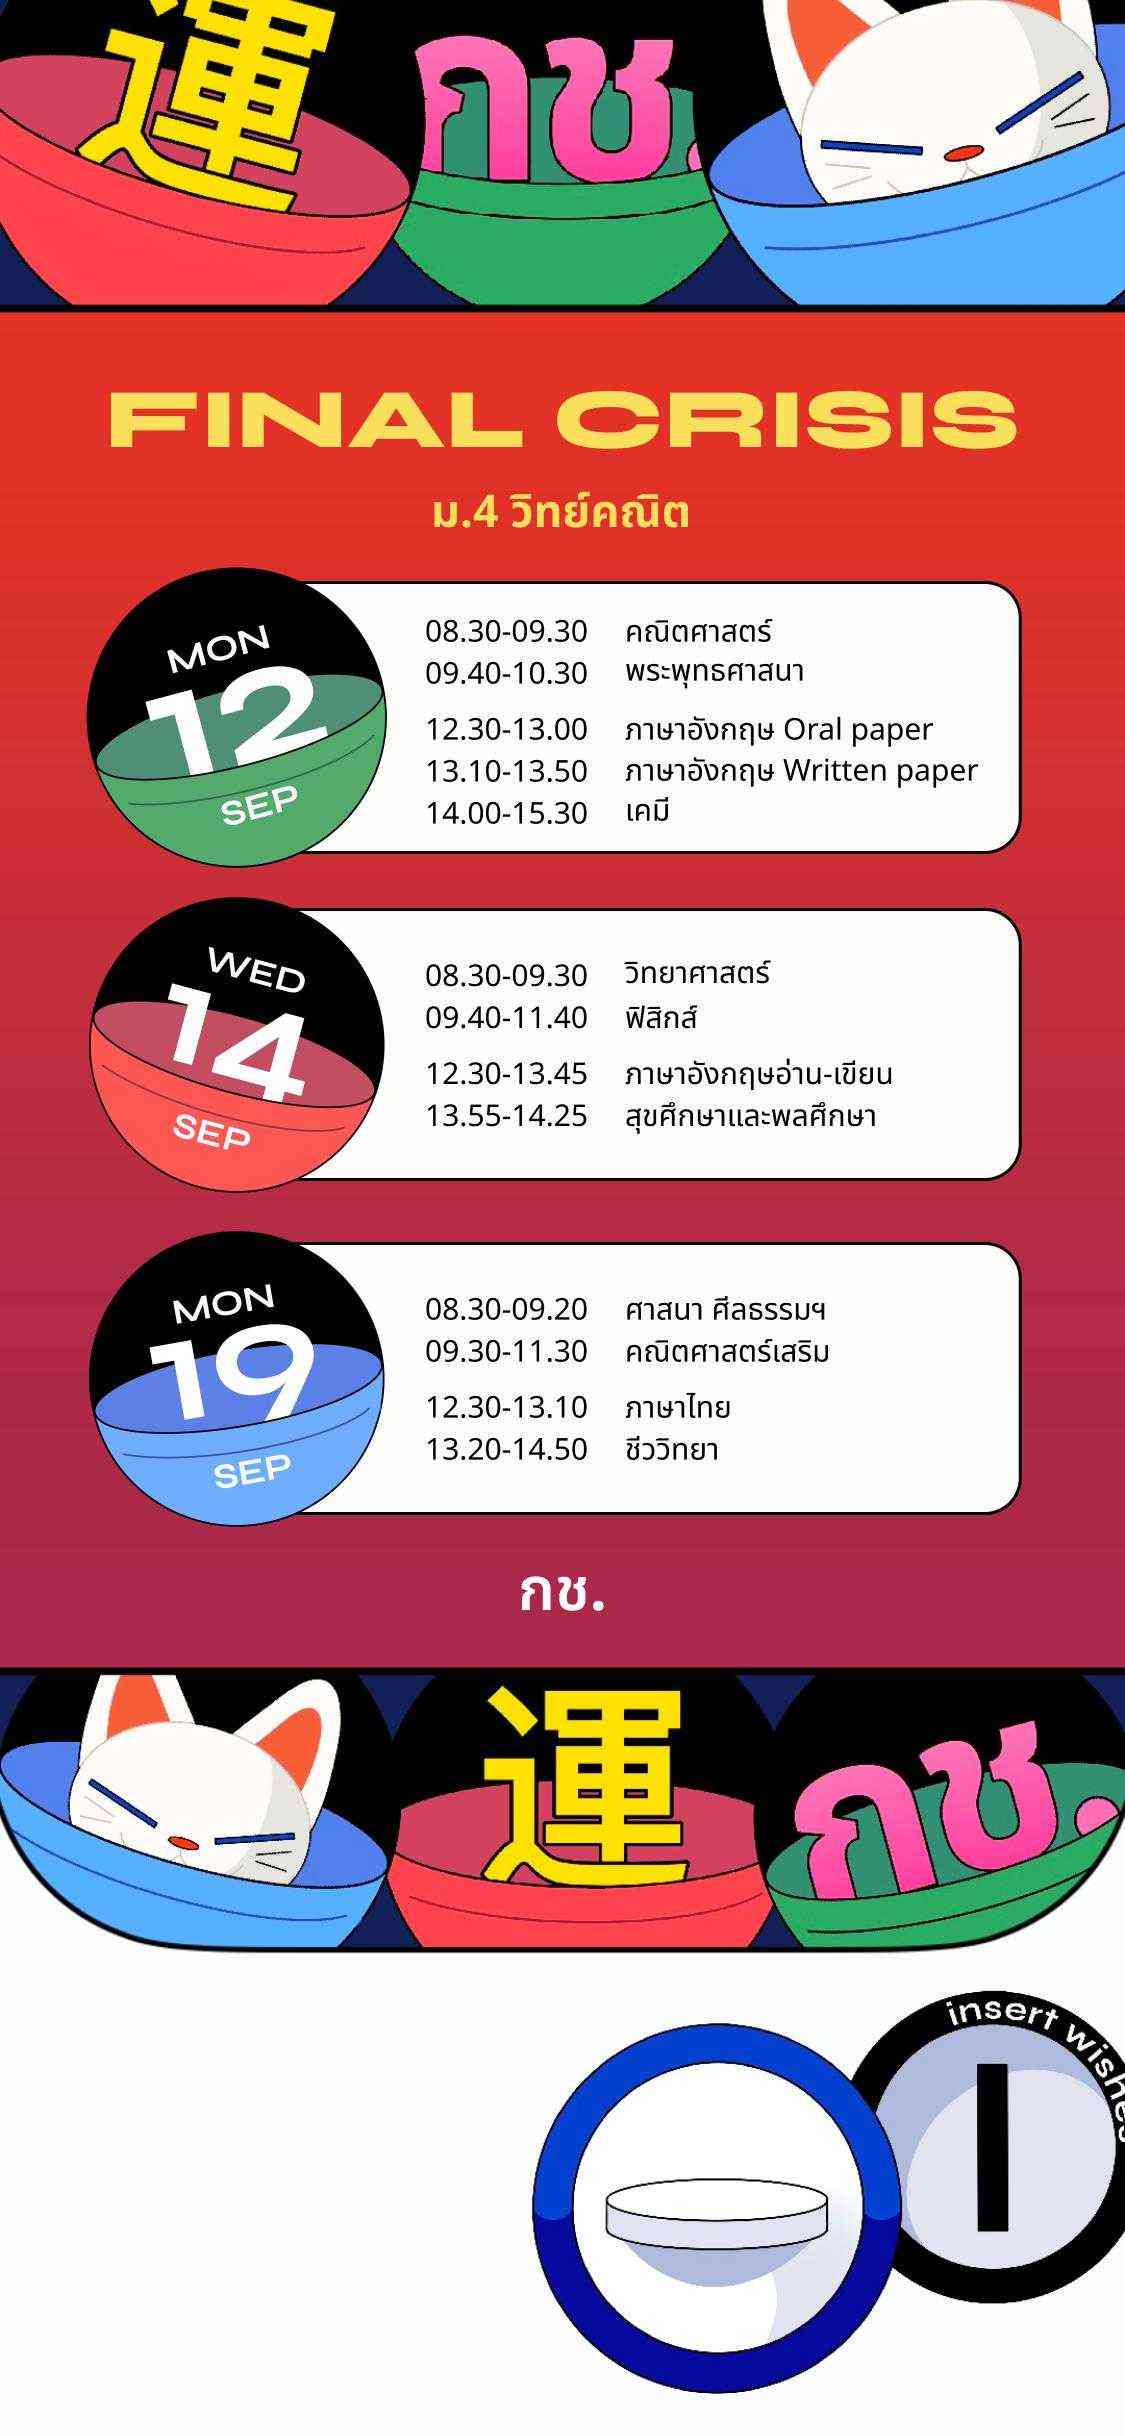 運
กช.
FINAL CRISIS
ม.4 วิทย์คณิต
MON
12
SEP
08.30-09.30 คณิตศาสตร์
09.40-10.30 พระพุทธศาสนา
12.30-13.00 ภาษาอังกฤษ Oral paper
13.10-13.50 ภาษาอังกฤษ Written paper
14.00-15.30 เคมี
WED
14
SEP
08.30-09.30 วิทยาศาสตร์
09.40-11.40 ฟิสิกส์
12.30-13.45 ภาษาอังกฤษอ่าน-เขียน
13.55-14.25 สุขศึกษาและพลศึกษา
MON
19
SEP
08.30-09.20 ศาสนา ศีลธรรมฯ
09.30-11.30 คณิตศาสตร์เสริม
12.30-13.10 ภาษาไทย
13.20-14.50 ชีววิทยา
กช.
運
กช.
insert wishes